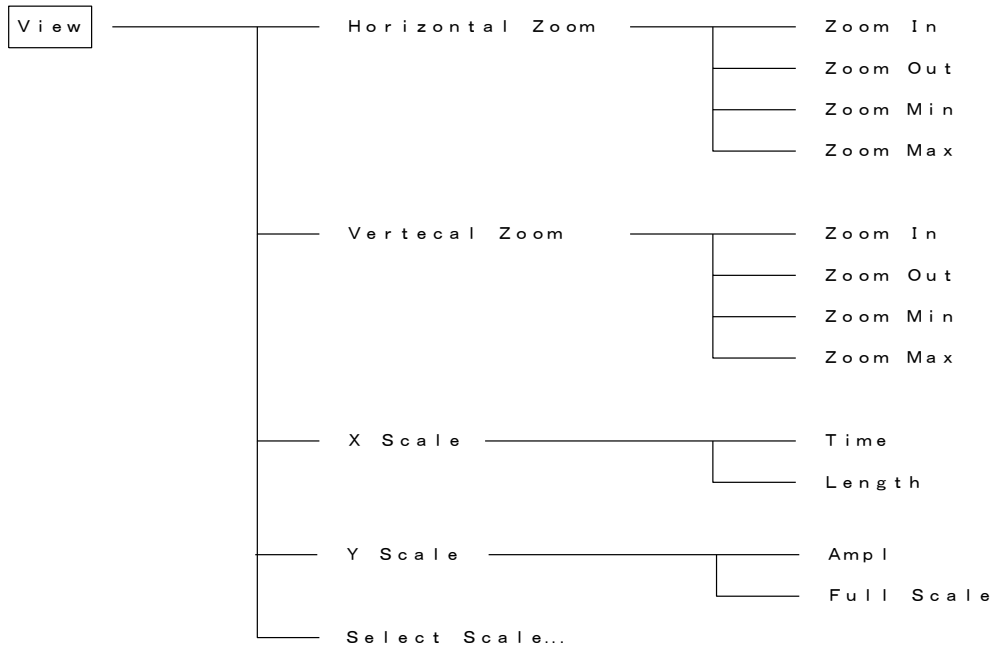 View Horizontal Zoom Zoom In
Zoom Out
Zoom Min
Zoom Max
Vertecal Zoom Zoom In
Zoom Out
Zoom Min
Zoom Max
X Scale Time
Length
Y Scale Ampl
Full Scale
Select Scale...